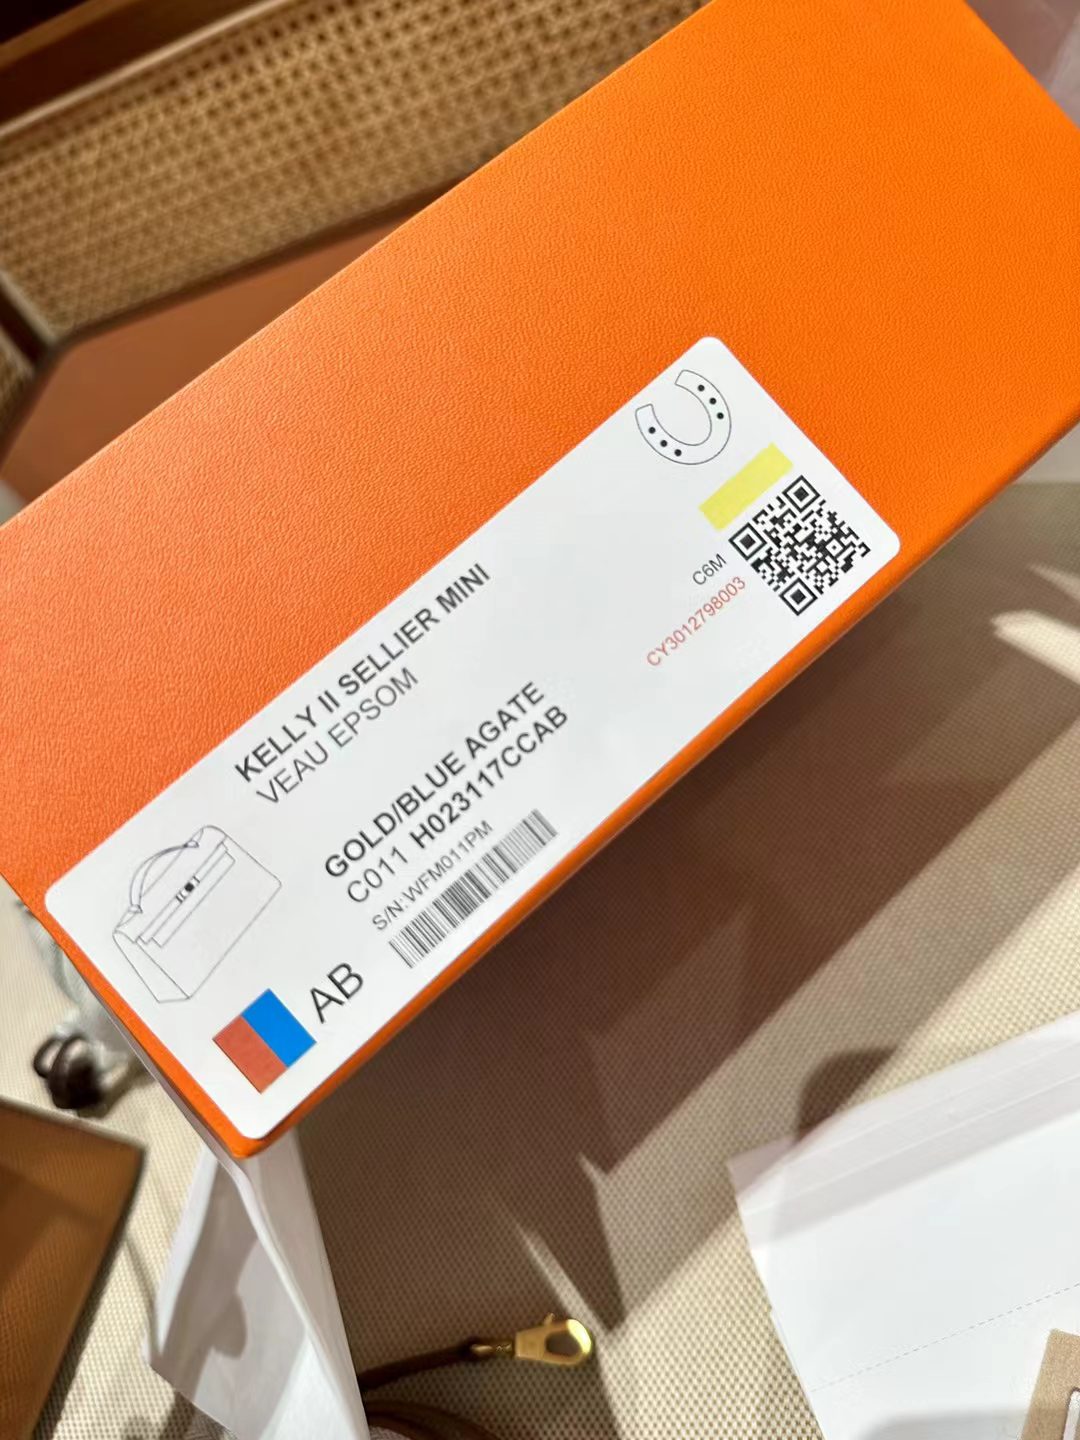 KELLY II SELLIER MINI
VEAU EPSOM
GOLD/BLUE AGATE
C011 H023117CCAB
S/N:WFM011PM
AB
C6M
CY3012798003